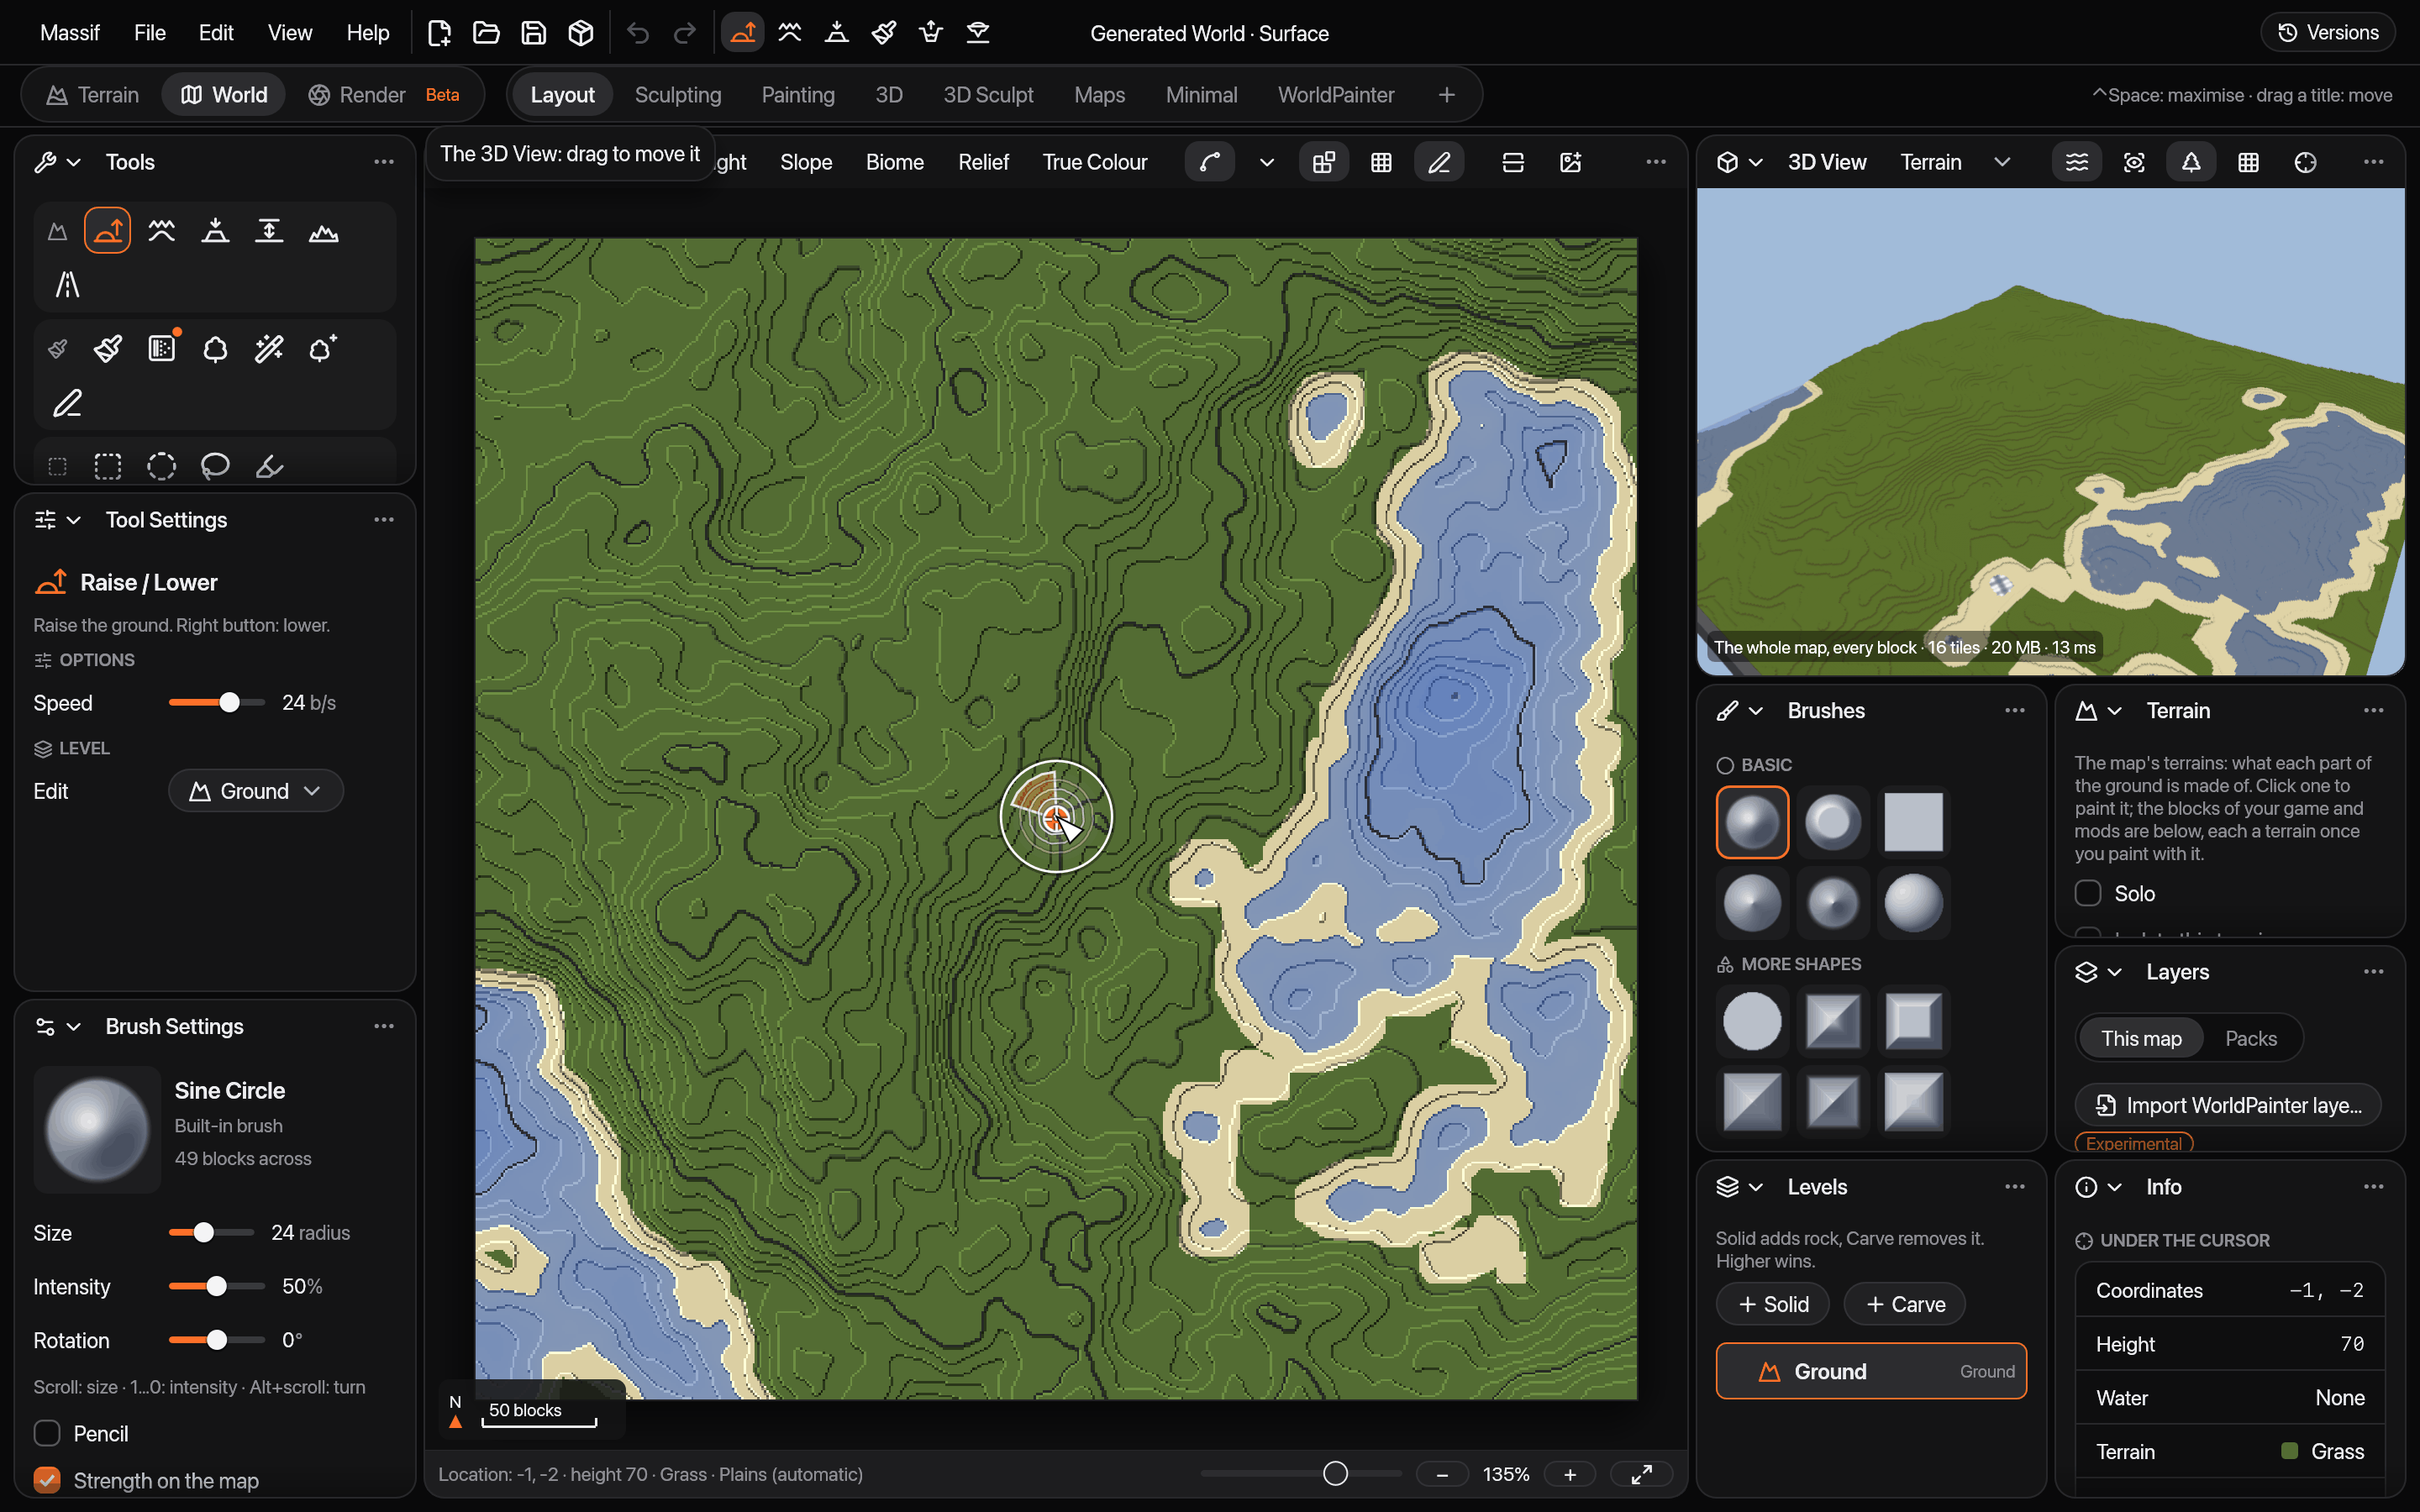 Massif File Edit View Help
Generated World · Surface
Versions
Terrain World Render Beta
Layout Sculpting Painting 3D 3D Sculpt Maps Minimal WorldPainter +
^Space: maximise · drag a title: move
Tools
The 3D View: drag to move it
Slope Biome Relief True Colour
3D View Terrain
Tool Settings
Raise / Lower
Raise the ground. Right button: lower.
OPTIONS
Speed 24 b/s
LEVEL
Edit Ground
Brush Settings
Sine Circle
Built-in brush
49 blocks across
Size 24 radius
Intensity 50%
Rotation 0°
Scroll: size · 1…0: intensity · Alt+scroll: turn
Pencil
Strength on the map
N
50 blocks
Location: -1, -2 · height 70 · Grass · Plains (automatic)
135%
The whole map, every block · 16 tiles · 20 MB · 13 ms
Brushes
BASIC
MORE SHAPES
Terrain
The map's terrains: what each part of
the ground is made of. Click one to
paint it; the blocks of your game and
mods are below, each a terrain once
you paint with it.
Solo
Layers
This map Packs
Import WorldPainter laye...
Experimental
Levels
Solid adds rock, Carve removes it.
Higher wins.
+ Solid + Carve
Ground Ground
Info
UNDER THE CURSOR
Coordinates −1, −2
Height 70
Water None
Terrain Grass